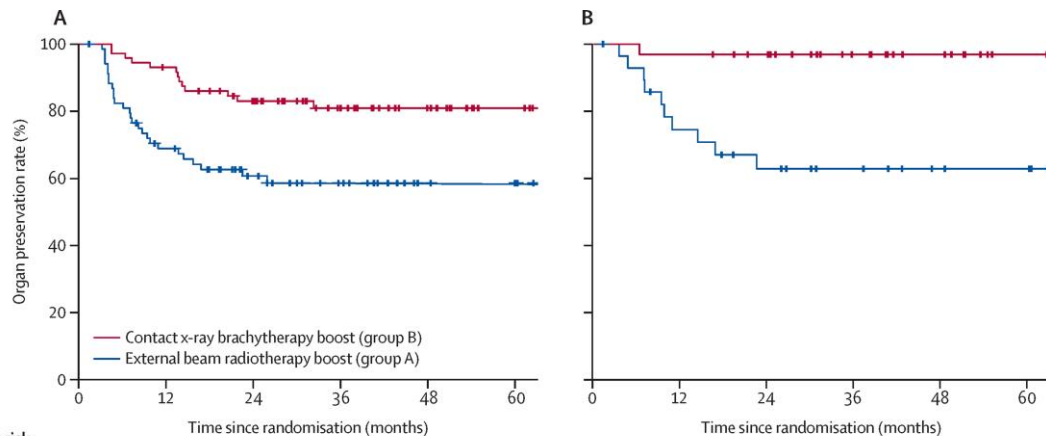 A
B
100
80
60
40
20
0
Organ preservation rate (%)
Contact x-ray brachytherapy boost (group B)
External beam radiotherapy boost (group A)
0 12 24 36 48 60
0 12 24 36 48 60
Time since randomisation (months)
Time since randomisation (months)